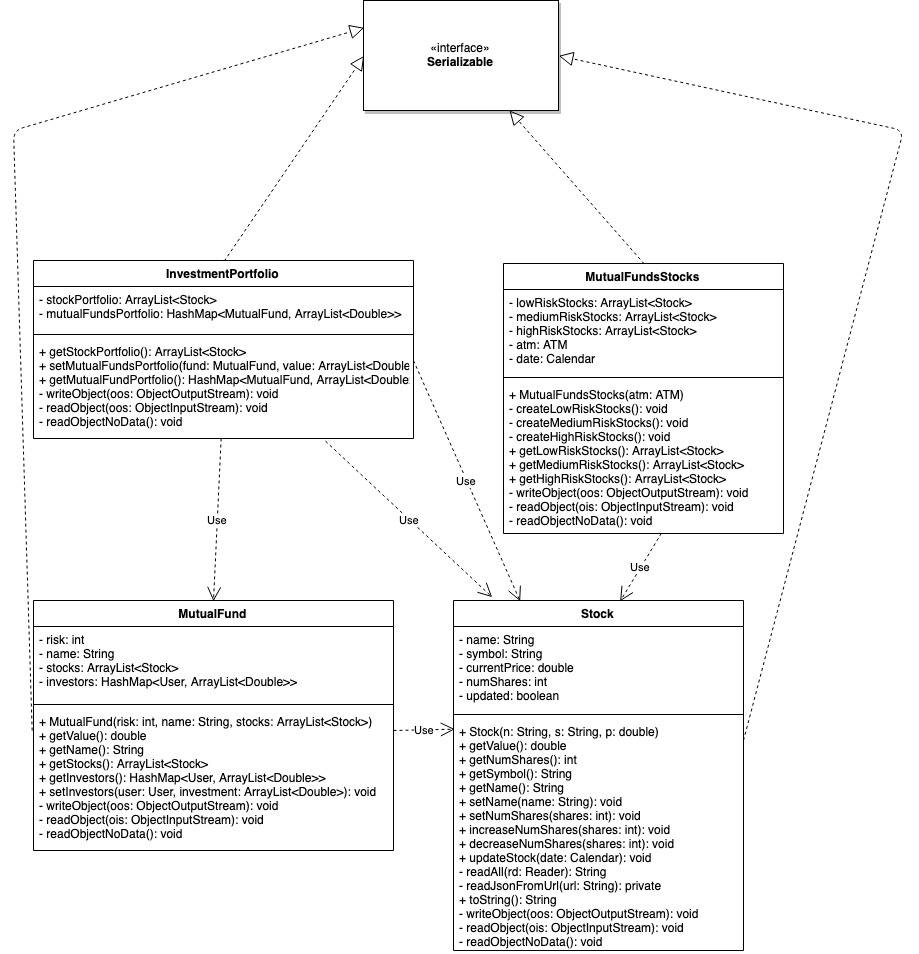 «interface»
Serializable
InvestmentPortfolio
- stockPortfolio: ArrayList<Stock>
- mutualFundsPortfolio: HashMap<MutualFund, ArrayList<Double>>
+ getStockPortfolio(): ArrayList<Stock>
+ setMutualFundsPortfolio(fund: MutualFund, value: ArrayList<Double
+ getMutualFundPortfolio(): HashMap<MutualFund, ArrayList<Double
- writeObject(oos: ObjectOutputStream): void
- readObject(oos: ObjectInputStream): void
- readObjectNoData(): void
MutualFundsStocks
- lowRiskStocks: ArrayList<Stock>
- mediumRiskStocks: ArrayList<Stock>
- highRiskStocks: ArrayList<Stock>
- atm: ATM
- date: Calendar
+ MutualFundsStocks(atm: ATM)
- createLowRiskStocks(): void
- createMediumRiskStocks(): void
- createHighRiskStocks(): void
+ getLowRiskStocks(): ArrayList<Stock>
+ getMediumRiskStocks(): ArrayList<Stock>
+ getHighRiskStocks(): ArrayList<Stock>
- writeObject(oos: ObjectOutputStream): void
- readObject(ois: ObjectInputStream): void
- readObjectNoData(): void
Use
Use
Use
Use
MutualFund
- risk: int
- name: String
- stocks: ArrayList<Stock>
- investors: HashMap<User, ArrayList<Double>>
+ MutualFund(risk: int, name: String, stocks: ArrayList<Stock>)
+ getValue(): double
+ getName(): String
+ getStocks(): ArrayList<Stock>
+ getInvestors(): HashMap<User, ArrayList<Double>>
+ setInvestors(user: User, investment: ArrayList<Double>): void
- writeObject(oos: ObjectOutputStream): void
- readObject(ois: ObjectInputStream): void
- readObjectNoData(): void
Use
Stock
- name: String
- symbol: String
- currentPrice: double
- numShares: int
- updated: boolean
+ Stock(n: String, s: String, p: double)
+ getValue(): double
+ getNumShares(): int
+ getSymbol(): String
+ getName(): String
+ setName(name: String): void
+ setNumShares(shares: int): void
+ increaseNumShares(shares: int): void
+ decreaseNumShares(shares: int): void
+ updateStock(date: Calendar): void
- readAll(rd: Reader): String
- readJsonFromUrl(url: String): private
+ toString(): String
- writeObject(oos: ObjectOutputStream): void
- readObject(ois: ObjectInputStream): void
- readObjectNoData(): void